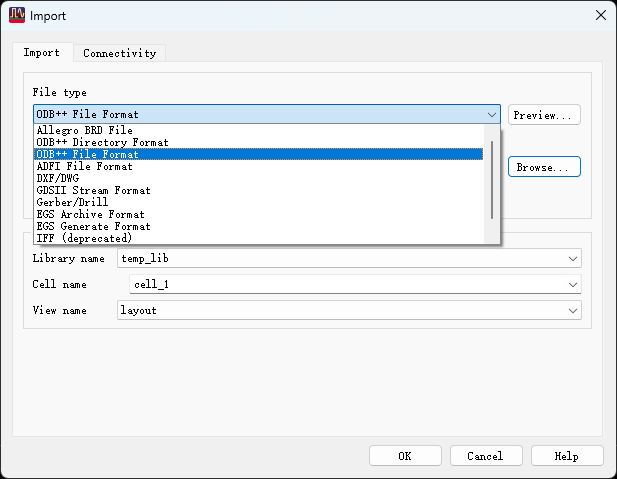 Import
Import Connectivity
File type
ODB++ File Format Preview...
Allegro BRD File
ODB++ Directory Format
ODB++ File Format
ADFI File Format
DXF/DWG
Browse...
GDSII Stream Format
Gerber/Drill
EGS Archive Format
EGS Generate Format
IFF (deprecated)
Library name temp_lib
Cell name cell_1
View name layout
OK Cancel Help